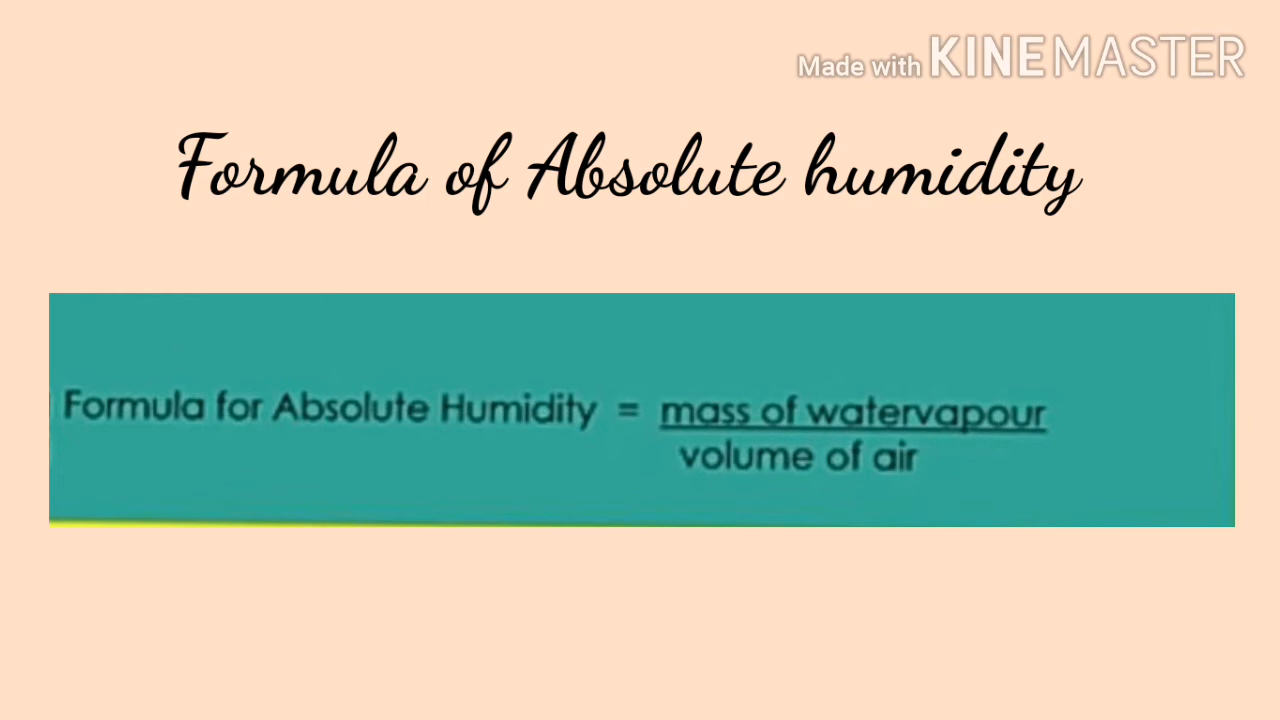 Made with KINEMASTER
Formula of Absolute humidity
Formula for Absolute Humidity = mass of watervapour
volume of air